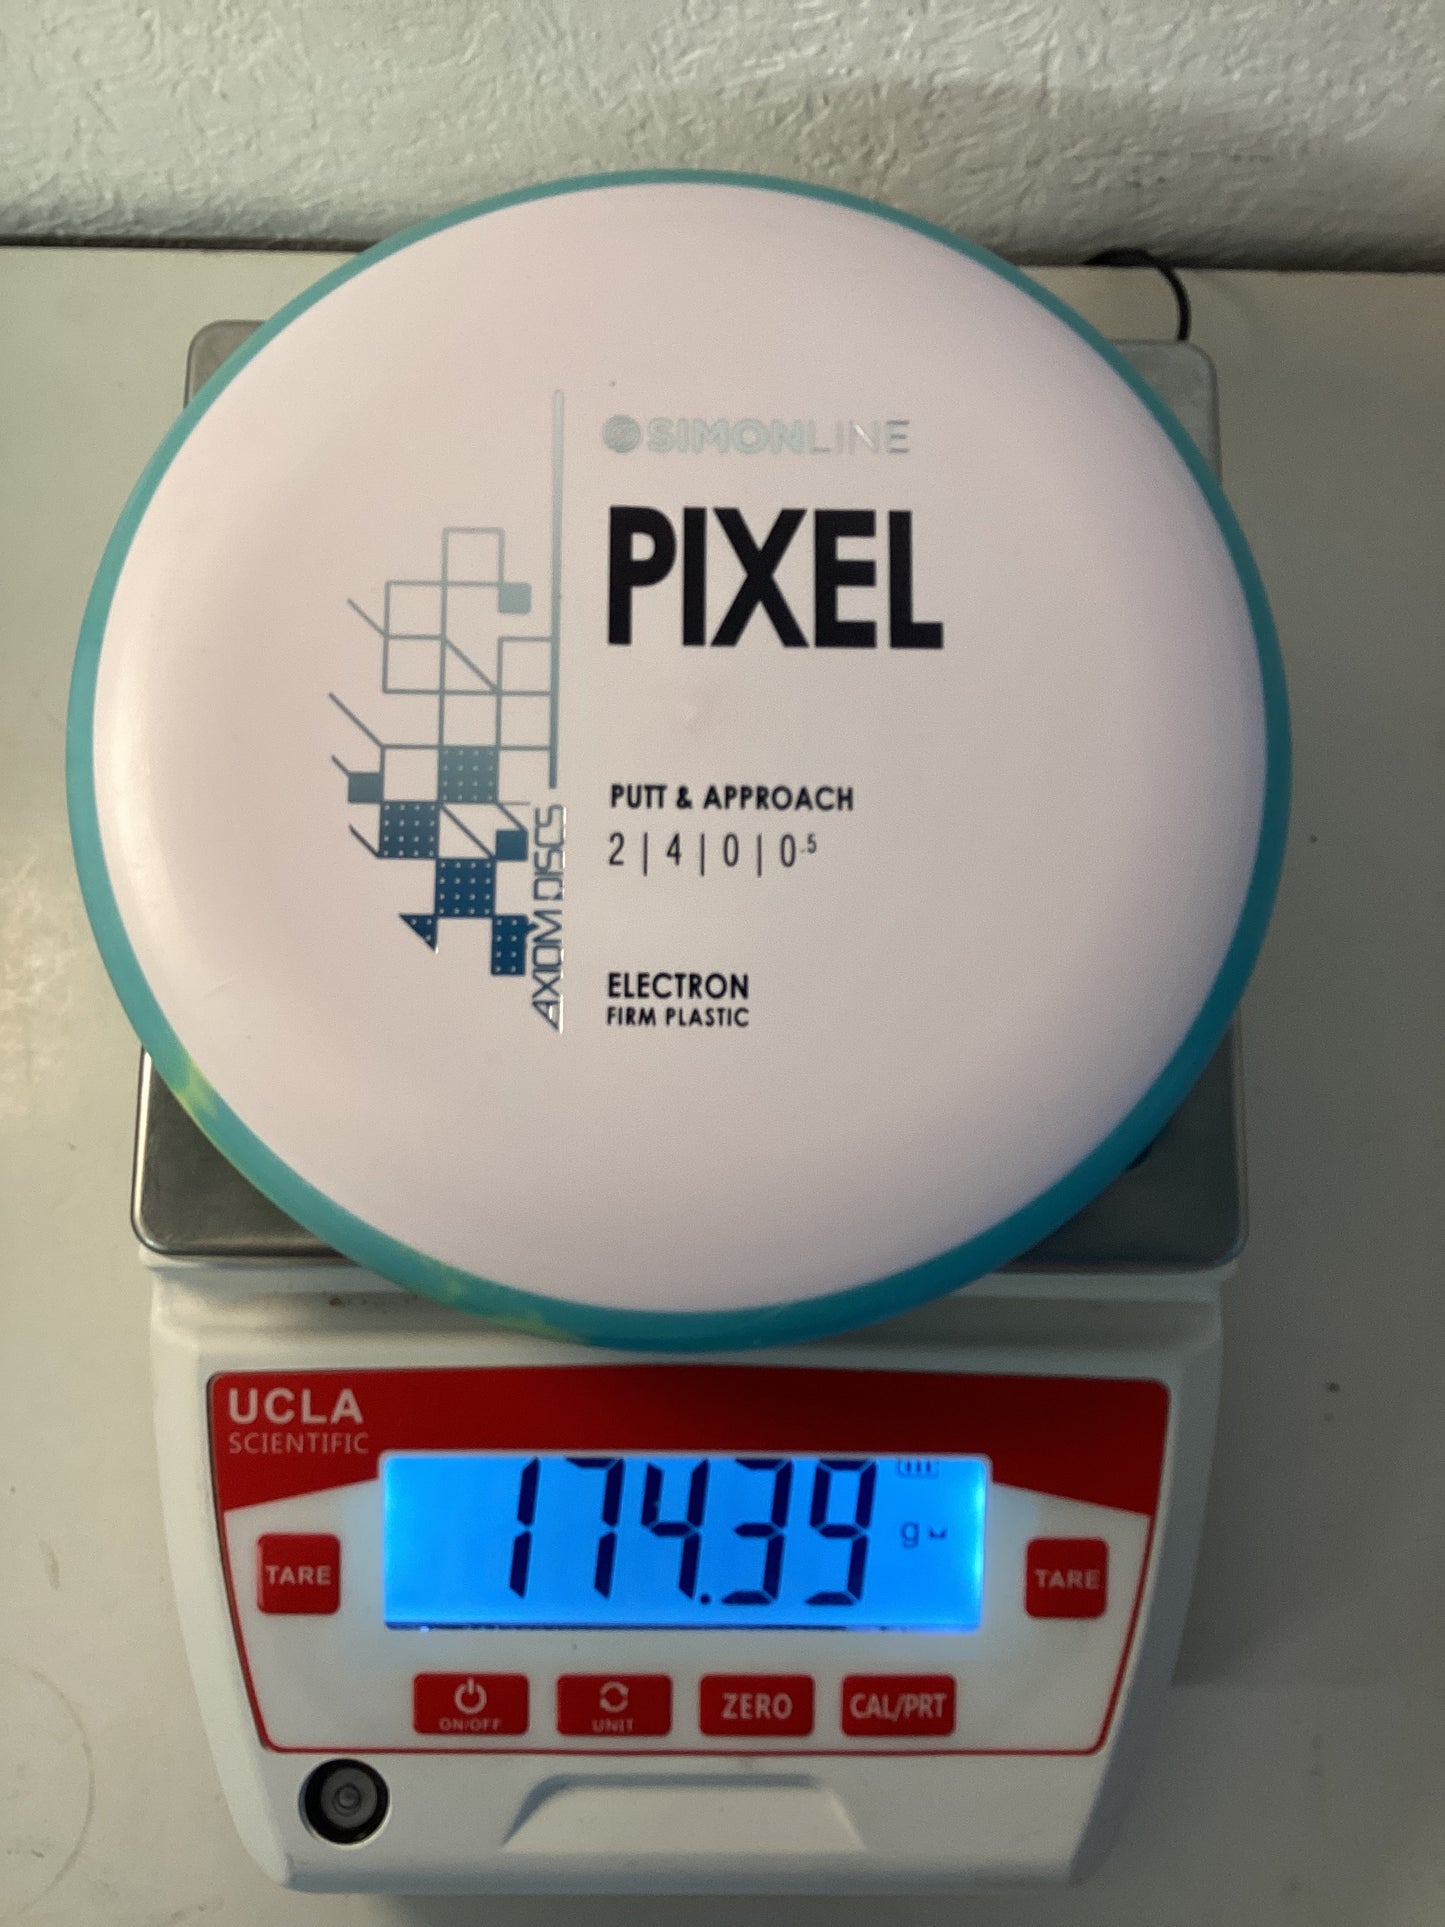 SIMONLINE
PIXEL
PUTT & APPROACH
2 | 4 | 0 | 0.5
AXIOM DISCS
ELECTRON
FIRM PLASTIC
UCLA
SCIENTIFIC
174.39
g
TARE
TARE
ON/OFF
UNIT
ZERO
CAL/PRT